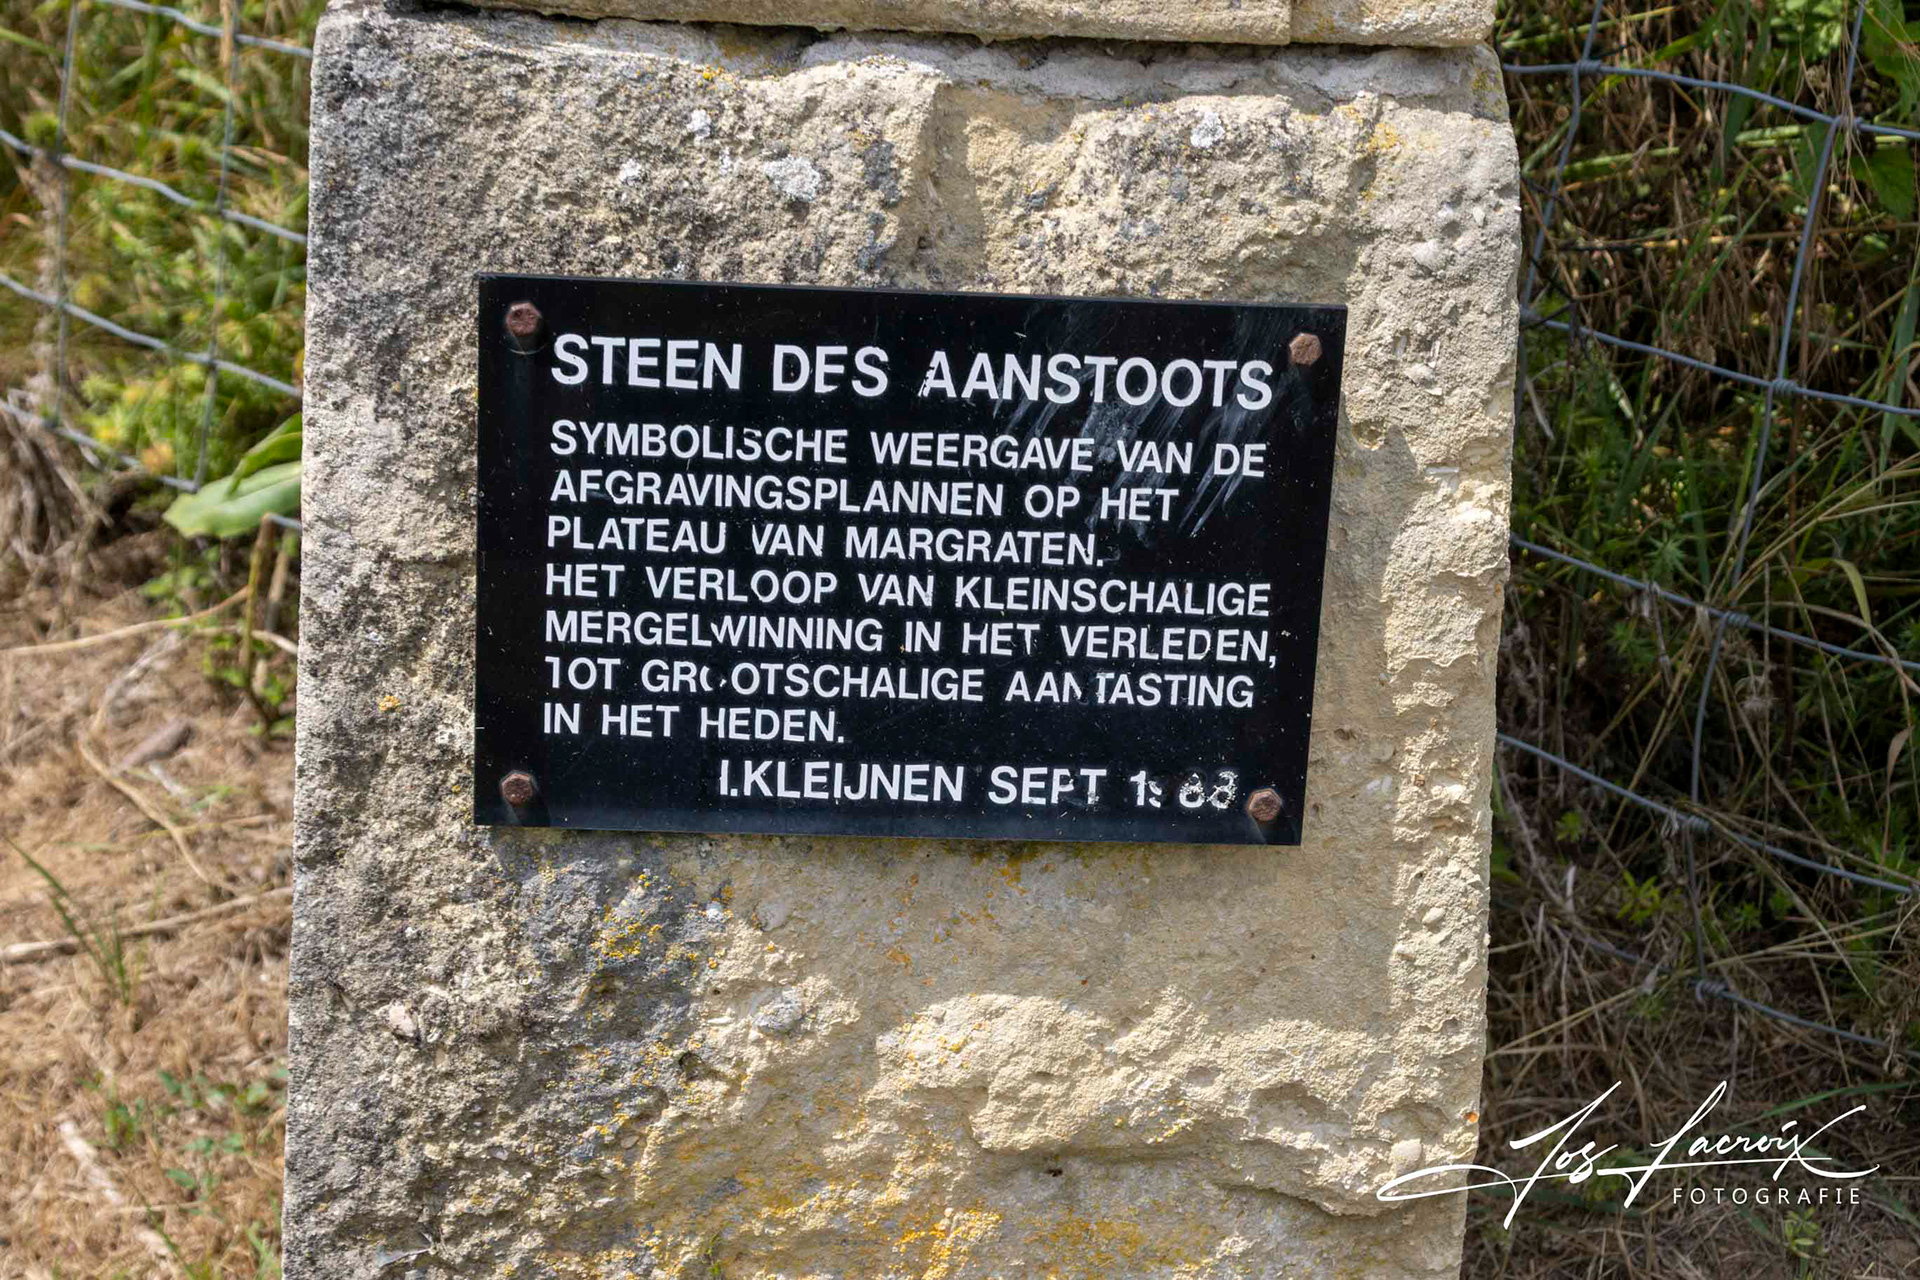 STEEN DES AANSTOOTS
SYMBOLISCHE WEERGAVE VAN DE
AFGRAVINGSPLANNEN OP HET
PLATEAU VAN MARGRATEN.
HET VERLOOP VAN KLEINSCHALIGE
MERGELWINNING IN HET VERLEDEN,
TOT GROOTSCHALIGE AANTASTING
IN HET HEDEN.
KLEIJNEN SEPT 1988
Jos Lacroix
FOTOGRAFIE